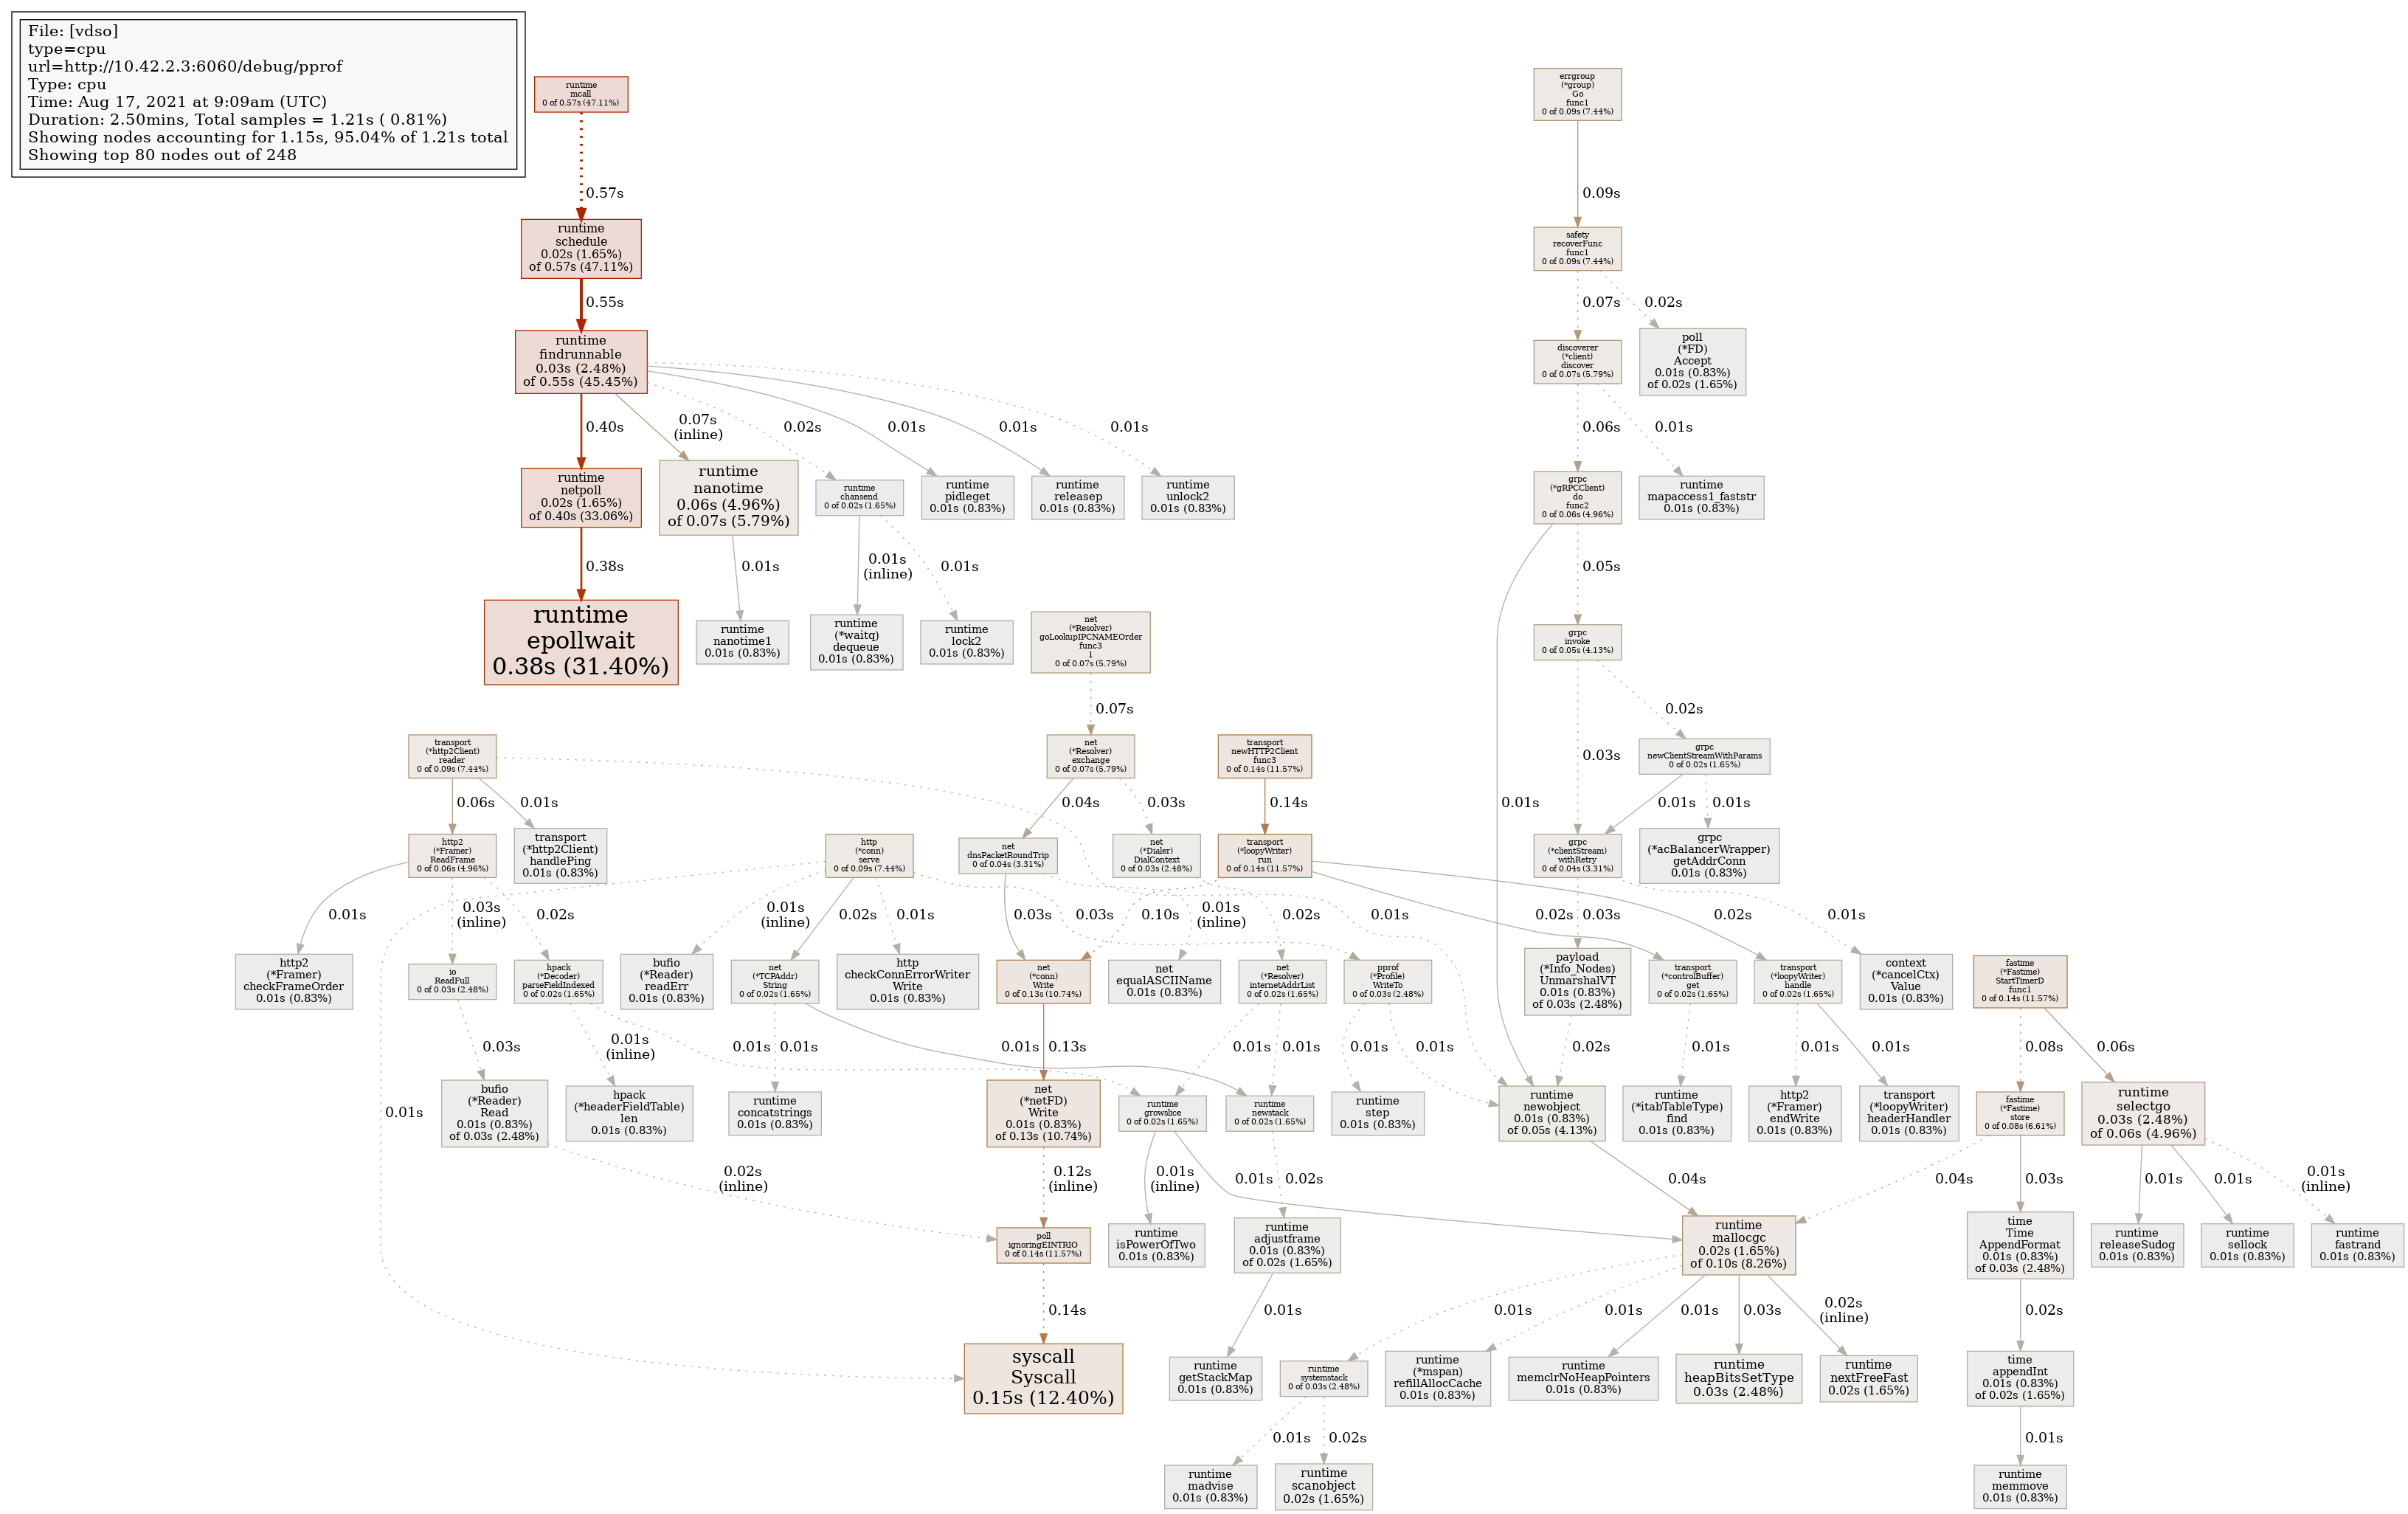 File: [vdso]
type=cpu
url=http://10.42.2.3:6060/debug/pprof
Type: cpu
Time: Aug 17, 2021 at 9:09am (UTC)
Duration: 2.50mins, Total samples = 1.21s ( 0.81%)
Showing nodes accounting for 1.15s, 95.04% of 1.21s total
Showing top 80 nodes out of 248
runtime
mcall
0 of 0.57s (47.11%)
errgroup
(*group)
Go
func1
0 of 0.09s (7.44%)
0.57s
0.09s
runtime
schedule
0.02s (1.65%)
of 0.57s (47.11%)
safety
recoverFunc
func1
0 of 0.09s (7.44%)
0.55s
0.07s
0.02s
runtime
findrunnable
0.03s (2.48%)
of 0.55s (45.45%)
discoverer
(*client)
discover
0 of 0.07s (5.79%)
poll
(*FD)
Accept
0.01s (0.83%)
of 0.02s (1.65%)
0.40s
0.07s
(inline)
0.02s
0.01s
0.01s
0.01s
0.06s
0.01s
runtime
netpoll
0.02s (1.65%)
of 0.40s (33.06%)
runtime
nanotime
0.06s (4.96%)
of 0.07s (5.79%)
runtime
chansend
0 of 0.02s (1.65%)
runtime
pidleget
0.01s (0.83%)
runtime
releasep
0.01s (0.83%)
runtime
unlock2
0.01s (0.83%)
grpc
(*gRPCClient)
do
func2
0 of 0.06s (4.96%)
runtime
mapaccess1_faststr
0.01s (0.83%)
0.38s
0.01s
0.01s
(inline)
0.01s
0.05s
runtime
epollwait
0.38s (31.40%)
runtime
nanotime1
0.01s (0.83%)
runtime
(*waitq)
dequeue
0.01s (0.83%)
runtime
lock2
0.01s (0.83%)
net
(*Resolver)
goLookupIPCNAMEOrder
func3
1
0 of 0.07s (5.79%)
grpc
invoke
0 of 0.05s (4.13%)
0.07s
0.02s
transport
(*http2Client)
reader
0 of 0.09s (7.44%)
net
(*Resolver)
exchange
0 of 0.07s (5.79%)
transport
newHTTP2Client
func3
0 of 0.14s (11.57%)
0.03s
grpc
newClientStreamWithParams
0 of 0.02s (1.65%)
0.06s
0.01s
0.04s
0.03s
0.14s
0.01s
0.01s
0.01s
http2
(*Framer)
ReadFrame
0 of 0.06s (4.96%)
transport
(*http2Client)
handlePing
0.01s (0.83%)
http
(*conn)
serve
0 of 0.09s (7.44%)
net
dnsPacketRoundTrip
0 of 0.04s (3.31%)
net
(*Dialer)
DialContext
0 of 0.03s (2.48%)
transport
(*loopyWriter)
run
0 of 0.14s (11.57%)
grpc
(*clientStream)
withRetry
0 of 0.04s (3.31%)
grpc
(*acBalancerWrapper)
getAddrConn
0.01s (0.83%)
0.01s
0.03s
(inline)
0.02s
0.01s
(inline)
0.02s
0.01s
0.03s
0.03s
0.10s
0.01s
(inline)
0.02s
0.01s
0.02s
0.03s
0.02s
0.01s
http2
(*Framer)
checkFrameOrder
0.01s (0.83%)
io
ReadFull
0 of 0.03s (2.48%)
hpack
(*Decoder)
parseFieldIndexed
0 of 0.02s (1.65%)
bufio
(*Reader)
readErr
0.01s (0.83%)
net
(*TCPAddr)
String
0 of 0.02s (1.65%)
http
checkConnErrorWriter
Write
0.01s (0.83%)
net
(*conn)
Write
0 of 0.13s (10.74%)
net
equalASCIIName
0.01s (0.83%)
net
(*Resolver)
internetAddrList
0 of 0.02s (1.65%)
pprof
(*Profile)
WriteTo
0 of 0.03s (2.48%)
payload
(*Info_Nodes)
UnmarshalVT
0.01s (0.83%)
of 0.03s (2.48%)
transport
(*controlBuffer)
get
0 of 0.02s (1.65%)
transport
(*loopyWriter)
handle
0 of 0.02s (1.65%)
context
(*cancelCtx)
Value
0.01s (0.83%)
fastime
(*Fastime)
StartTimerD
func1
0 of 0.14s (11.57%)
0.03s
0.01s
(inline)
0.01s
0.01s
0.01s
0.13s
0.01s
0.01s
0.01s
0.01s
0.02s
0.01s
0.01s
0.01s
0.08s
0.06s
0.01s
bufio
(*Reader)
Read
0.01s (0.83%)
of 0.03s (2.48%)
hpack
(*headerFieldTable)
len
0.01s (0.83%)
runtime
concatstrings
0.01s (0.83%)
net
(*netFD)
Write
0.01s (0.83%)
of 0.13s (10.74%)
runtime
growslice
0 of 0.02s (1.65%)
runtime
newstack
0 of 0.02s (1.65%)
runtime
step
0.01s (0.83%)
runtime
newobject
0.01s (0.83%)
of 0.05s (4.13%)
runtime
(*itabTableType)
find
0.01s (0.83%)
http2
(*Framer)
endWrite
0.01s (0.83%)
transport
(*loopyWriter)
headerHandler
0.01s (0.83%)
fastime
(*Fastime)
store
0 of 0.08s (6.61%)
runtime
selectgo
0.03s (2.48%)
of 0.06s (4.96%)
0.02s
(inline)
0.12s
(inline)
0.01s
(inline)
0.01s
0.02s
0.04s
0.04s
0.03s
0.01s
0.01s
0.01s
(inline)
poll
ignoringEINTRIO
0 of 0.14s (11.57%)
runtime
isPowerOfTwo
0.01s (0.83%)
runtime
adjustframe
0.01s (0.83%)
of 0.02s (1.65%)
runtime
mallocgc
0.02s (1.65%)
of 0.10s (8.26%)
time
Time
AppendFormat
0.01s (0.83%)
of 0.03s (2.48%)
runtime
releaseSudog
0.01s (0.83%)
runtime
sellock
0.01s (0.83%)
runtime
fastrand
0.01s (0.83%)
0.14s
0.01s
0.01s
0.01s
0.01s
0.03s
0.02s
(inline)
0.02s
syscall
Syscall
0.15s (12.40%)
runtime
getStackMap
0.01s (0.83%)
runtime
systemstack
0 of 0.03s (2.48%)
runtime
(*mspan)
refillAllocCache
0.01s (0.83%)
runtime
memclrNoHeapPointers
0.01s (0.83%)
runtime
heapBitsSetType
0.03s (2.48%)
runtime
nextFreeFast
0.02s (1.65%)
time
appendInt
0.01s (0.83%)
of 0.02s (1.65%)
0.01s
0.02s
0.01s
runtime
madvise
0.01s (0.83%)
runtime
scanobject
0.02s (1.65%)
runtime
memmove
0.01s (0.83%)